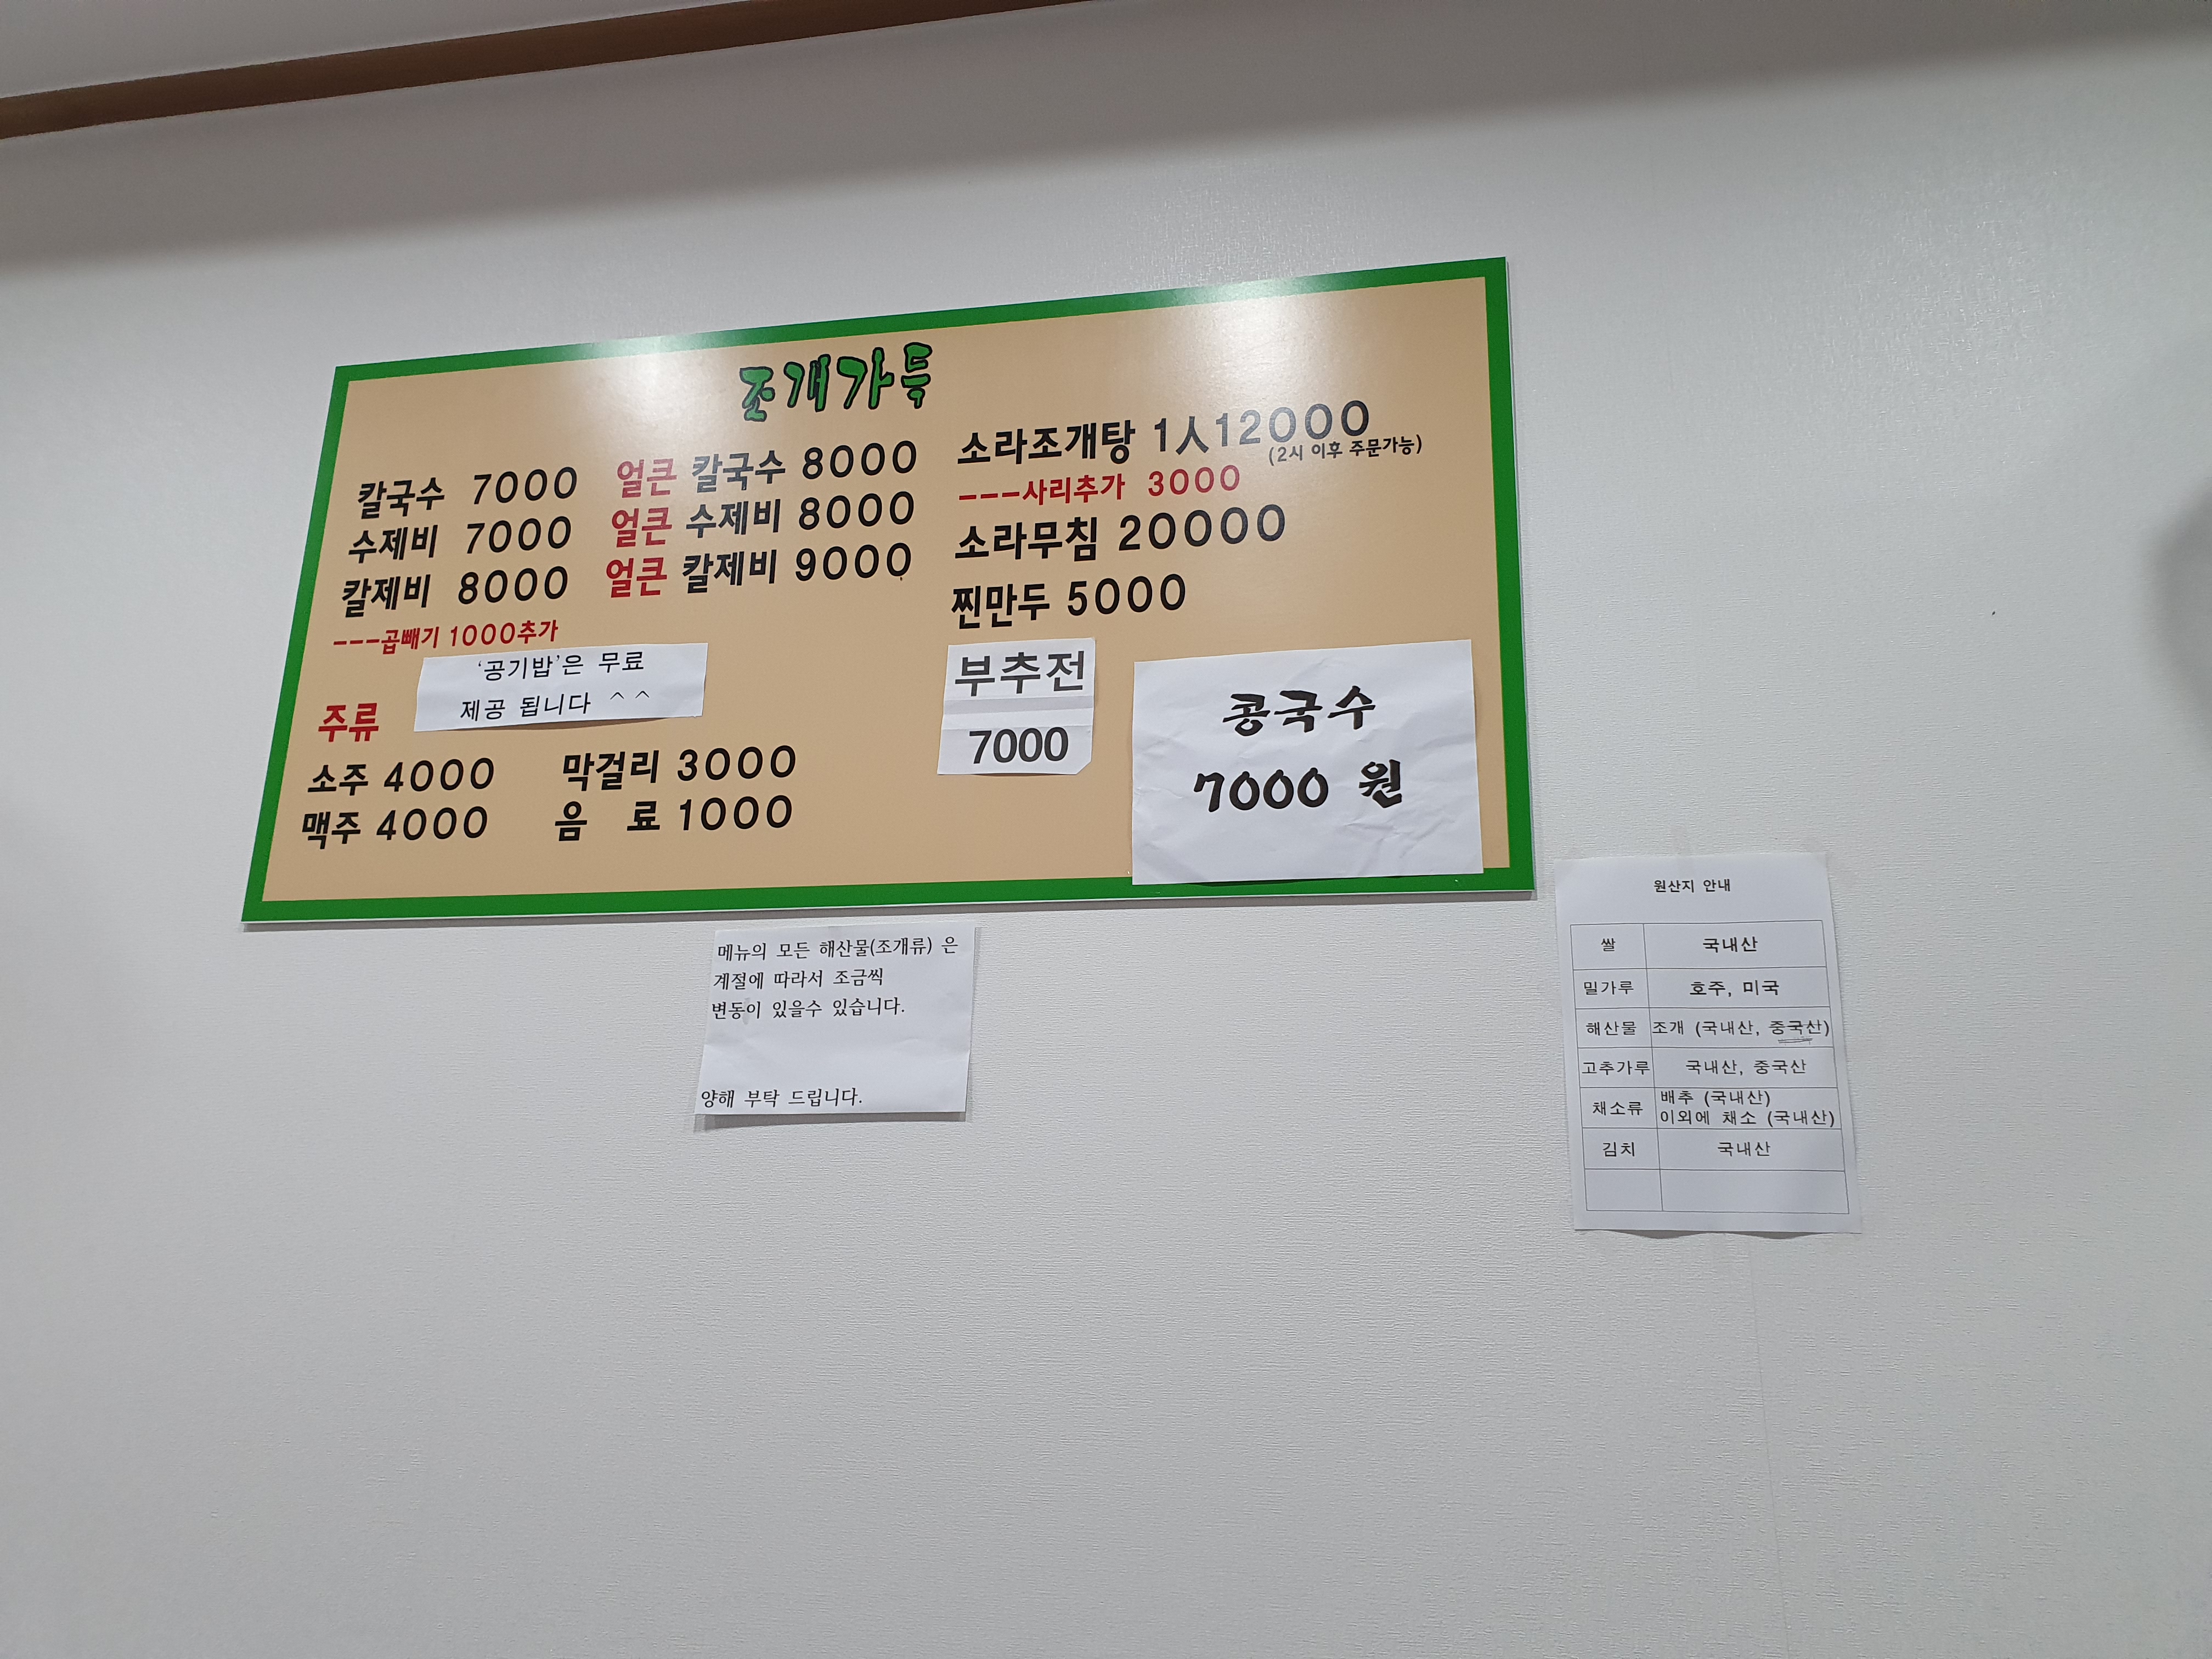 조개가득
칼국수 7000
수제비 7000
칼제비 8000
---곱빼기 1000추가
얼큰 칼국수 8000
얼큰 수제비 8000
얼큰 칼제비 9000
'공기밥'은 무료
제공 됩니다 ^^
주류
소주 4000 막걸리 3000
맥주 4000 음 료 1000
소라조개탕 1人12000
(2시 이후 주문가능)
---사리추가 3000
소라무침 20000
찐만두 5000
부추전
7000
콩국수
7000 원
메뉴의 모든 해산물(조개류) 은
계절에 따라서 조금씩
변동이 있을수 있습니다.
양해 부탁 드립니다.
원산지 안내
쌀 국내산
밀가루 호주, 미국
해산물 조개 (국내산, 중국산)
고추가루 국내산, 중국산
채소류 배추 (국내산)
이외에 채소 (국내산)
김치 국내산